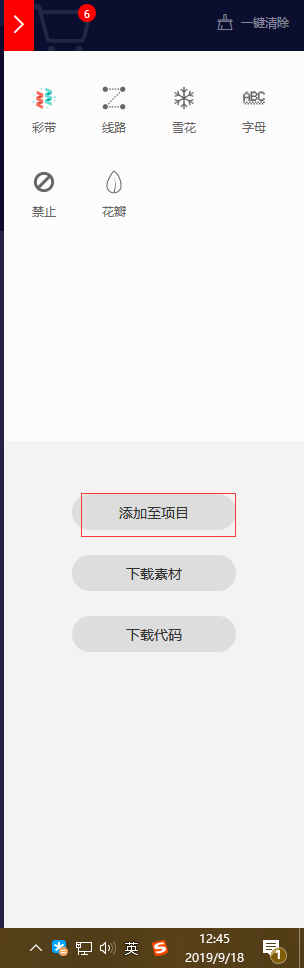 6
一键清除
彩带 线路 雪花 字母
ABC
禁止 花瓣
添加至项目
下载素材
下载代码
英 S 12:45
2019/9/18
1